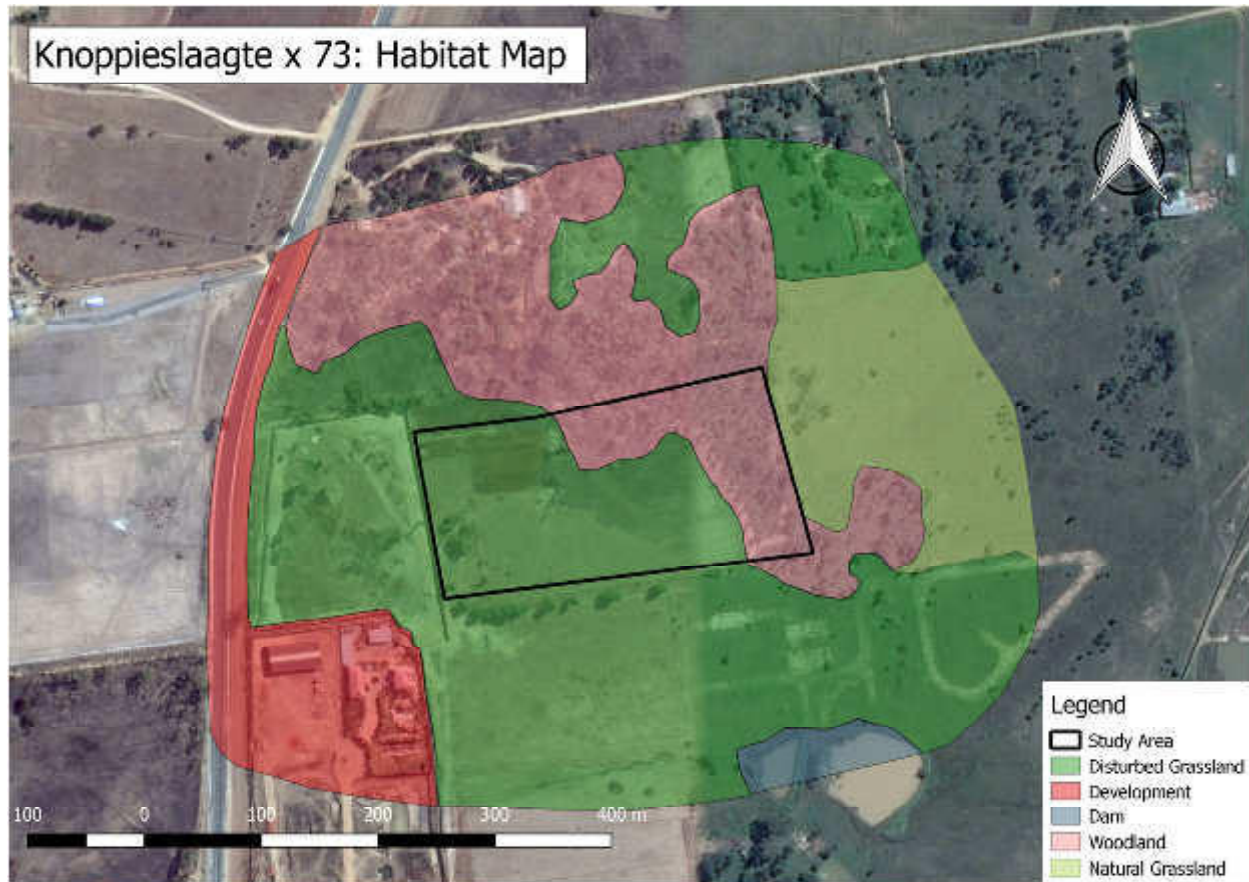 Knoppieslaagte x 73: Habitat Map
N
Legend
Study Area
Disturbed Grassland
Development
Dam
Woodland
Natural Grassland
100 0 100 200 300 400 m